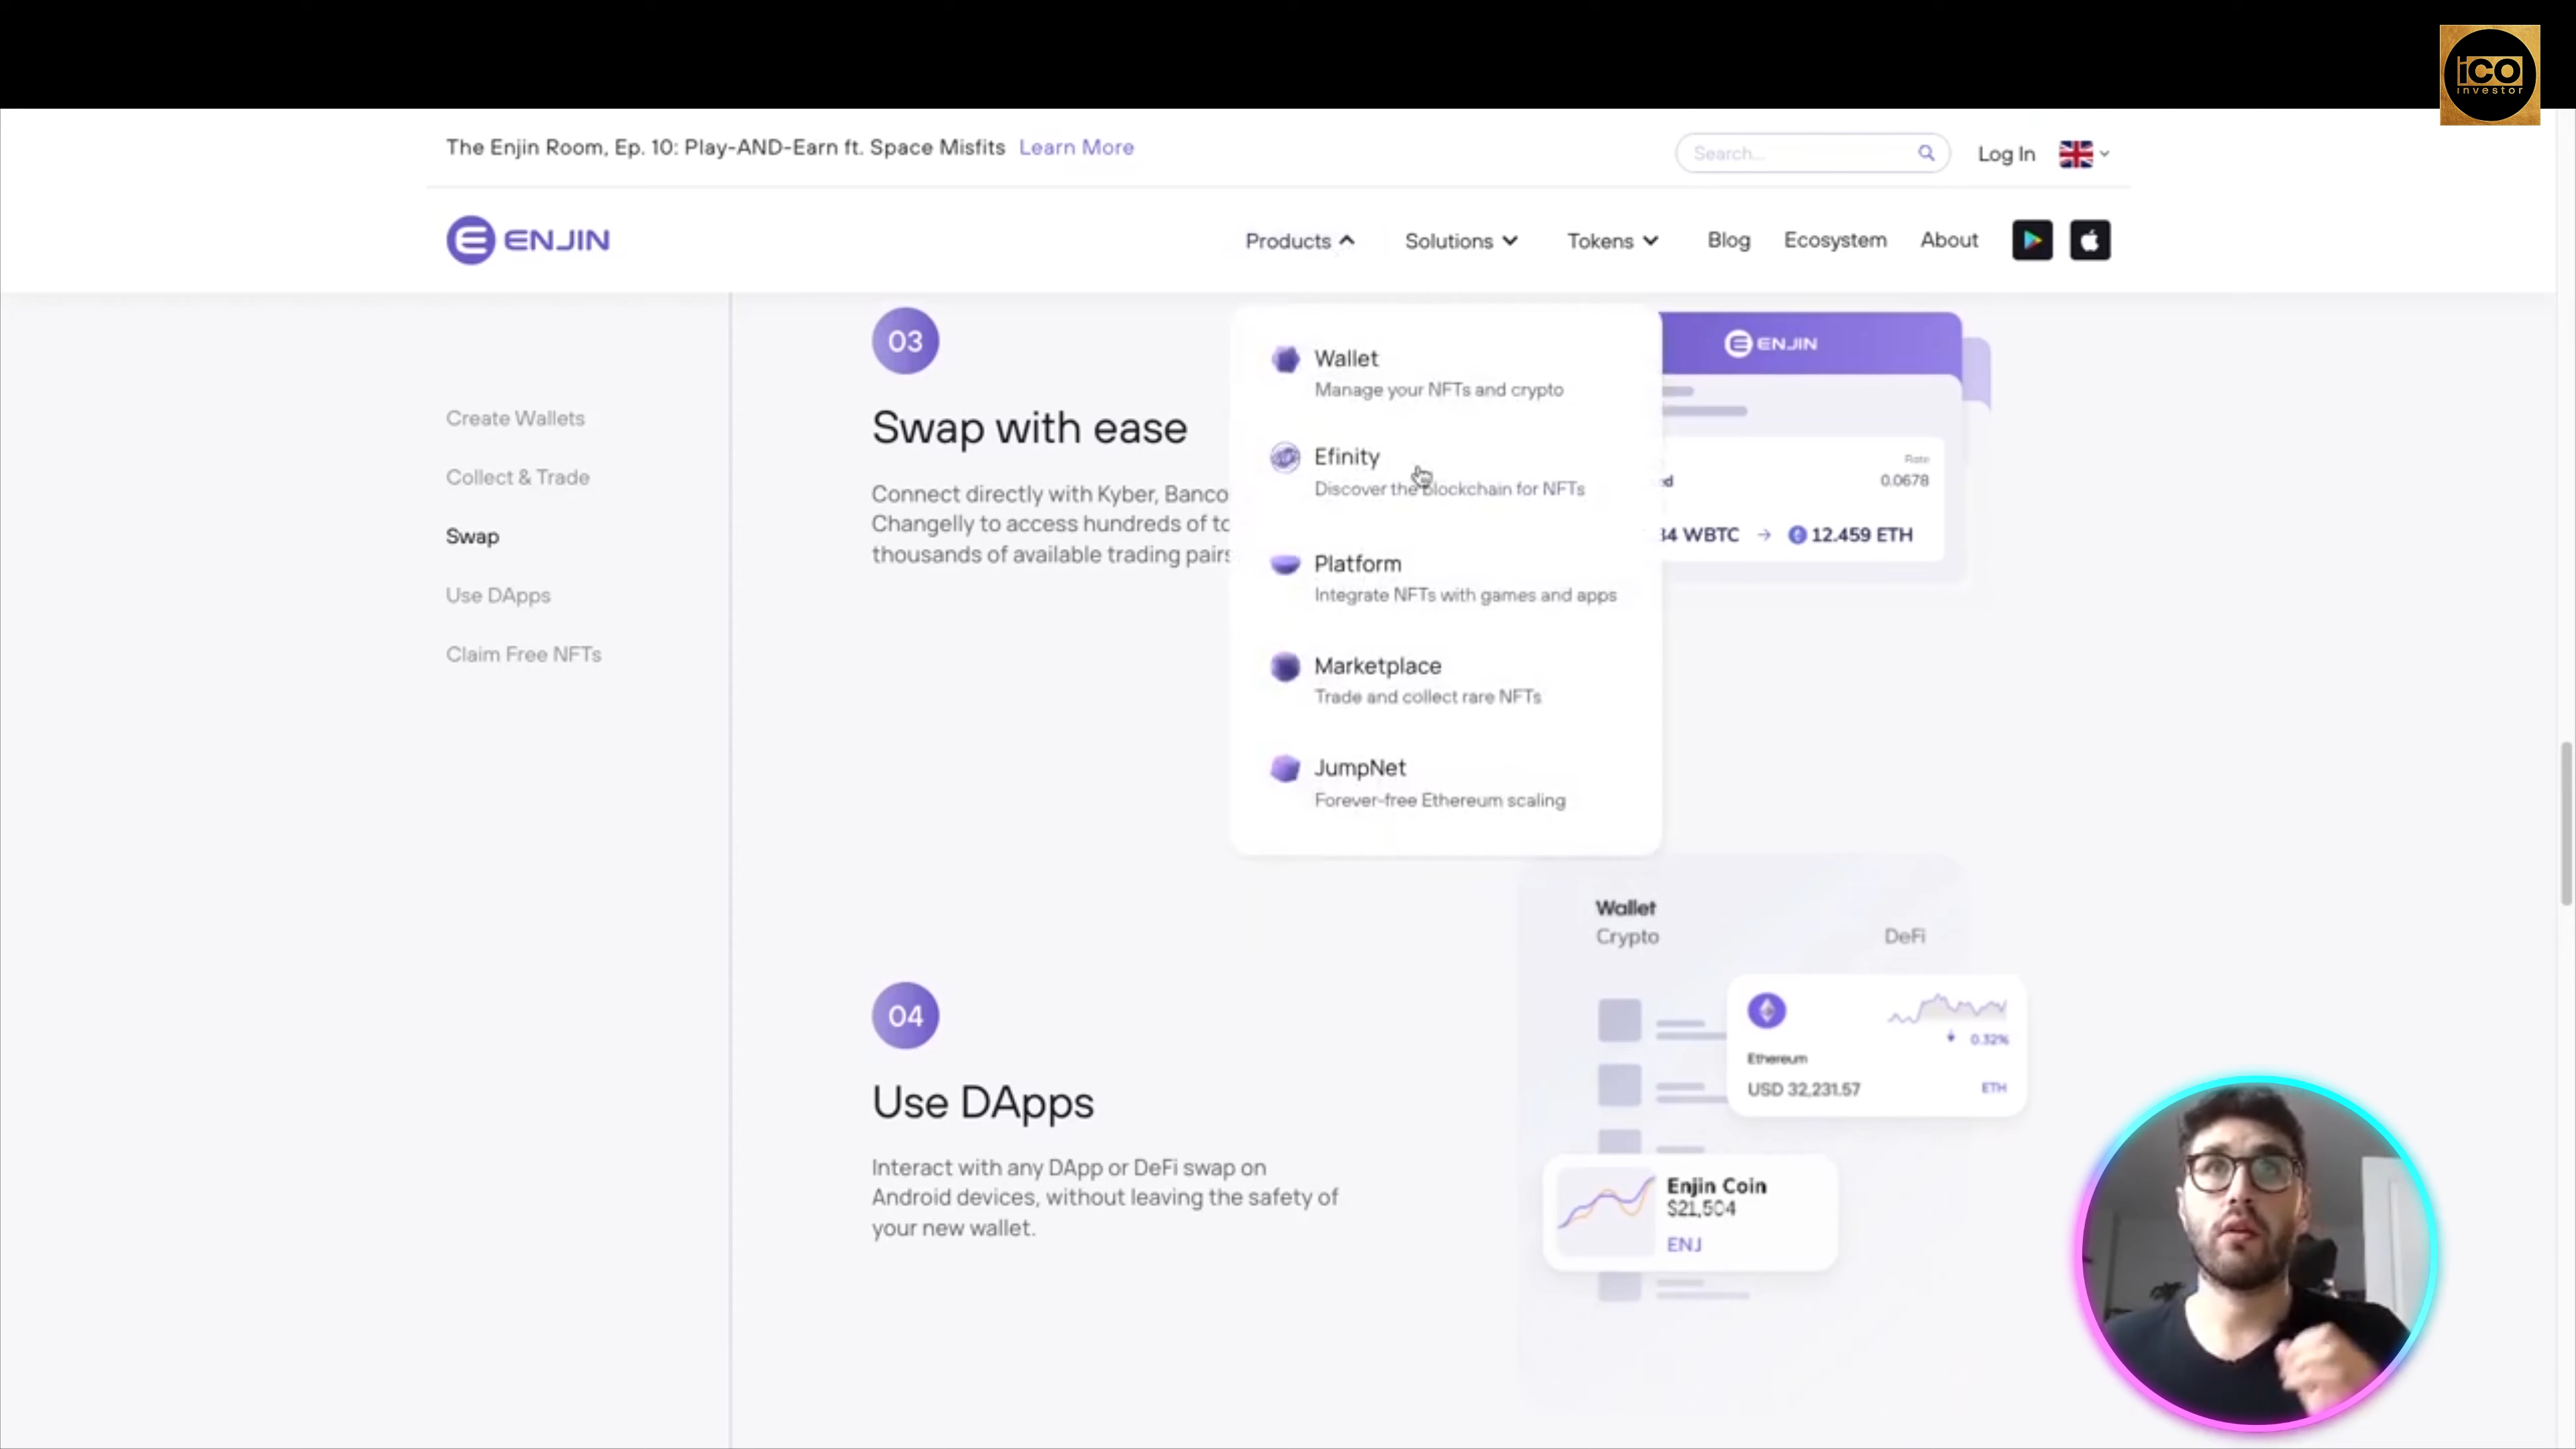 iCO
investor
The Enjin Room, Ep. 10: Play-AND-Earn ft. Space Misfits Learn More
Search...
Log In
ENJIN
Products
Solutions
Tokens
Blog
Ecosystem
About
Create Wallets
Collect & Trade
Swap
Use DApps
Claim Free NFTs
03
Swap with ease
Connect directly with Kyber,
Changelly to access hundreds of
thousands of available trading
Wallet
Manage your NFTs and crypto
Efinity
Discover the blockchain for NFTs
Platform
Integrate NFTs with games and apps
Marketplace
Trade and collect rare NFTs
JumpNet
Forever-free Ethereum scaling
ENJIN
Rate
0.0678
WBTC → 12.459 ETH
04
Use DApps
Interact with any DApp or DeFi swap on
Android devices, without leaving the safety of
your new wallet.
Wallet
Crypto
DeFi
0.32%
Ethereum
USD 32,231.57
ETH
Enjin Coin
$21,504
ENJ